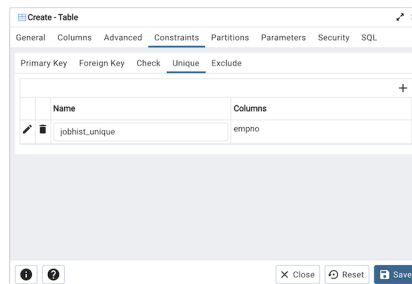 Create - Table
General Columns Advanced Constraints Partitions Parameters Security SQL
Primary Key Foreign Key Check Unique Exclude
Name Columns
jobhist_unique empno
Close Reset Save